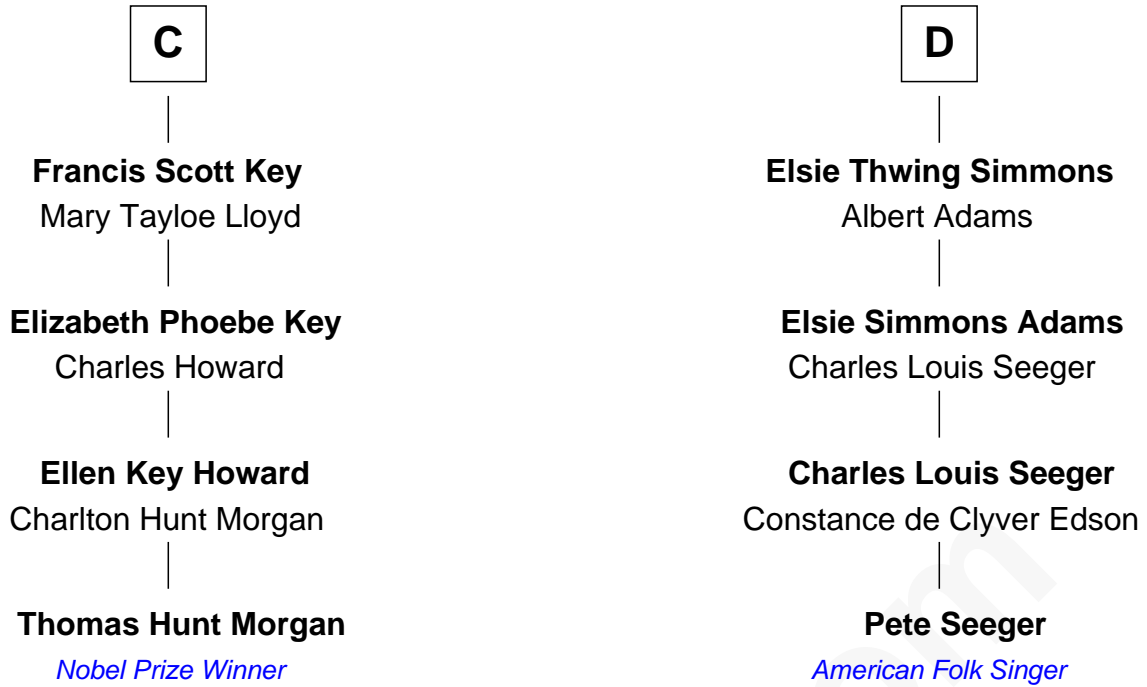 C
Francis Scott Key
Mary Tayloe Lloyd
Elizabeth Phoebe Key
Charles Howard
Ellen Key Howard
Charlton Hunt Morgan
Thomas Hunt Morgan
Nobel Prize Winner
D
Elsie Thwing Simmons
Albert Adams
Elsie Simmons Adams
Charles Louis Seeger
Charles Louis Seeger
Constance de Clyver Edson
Pete Seeger
American Folk Singer